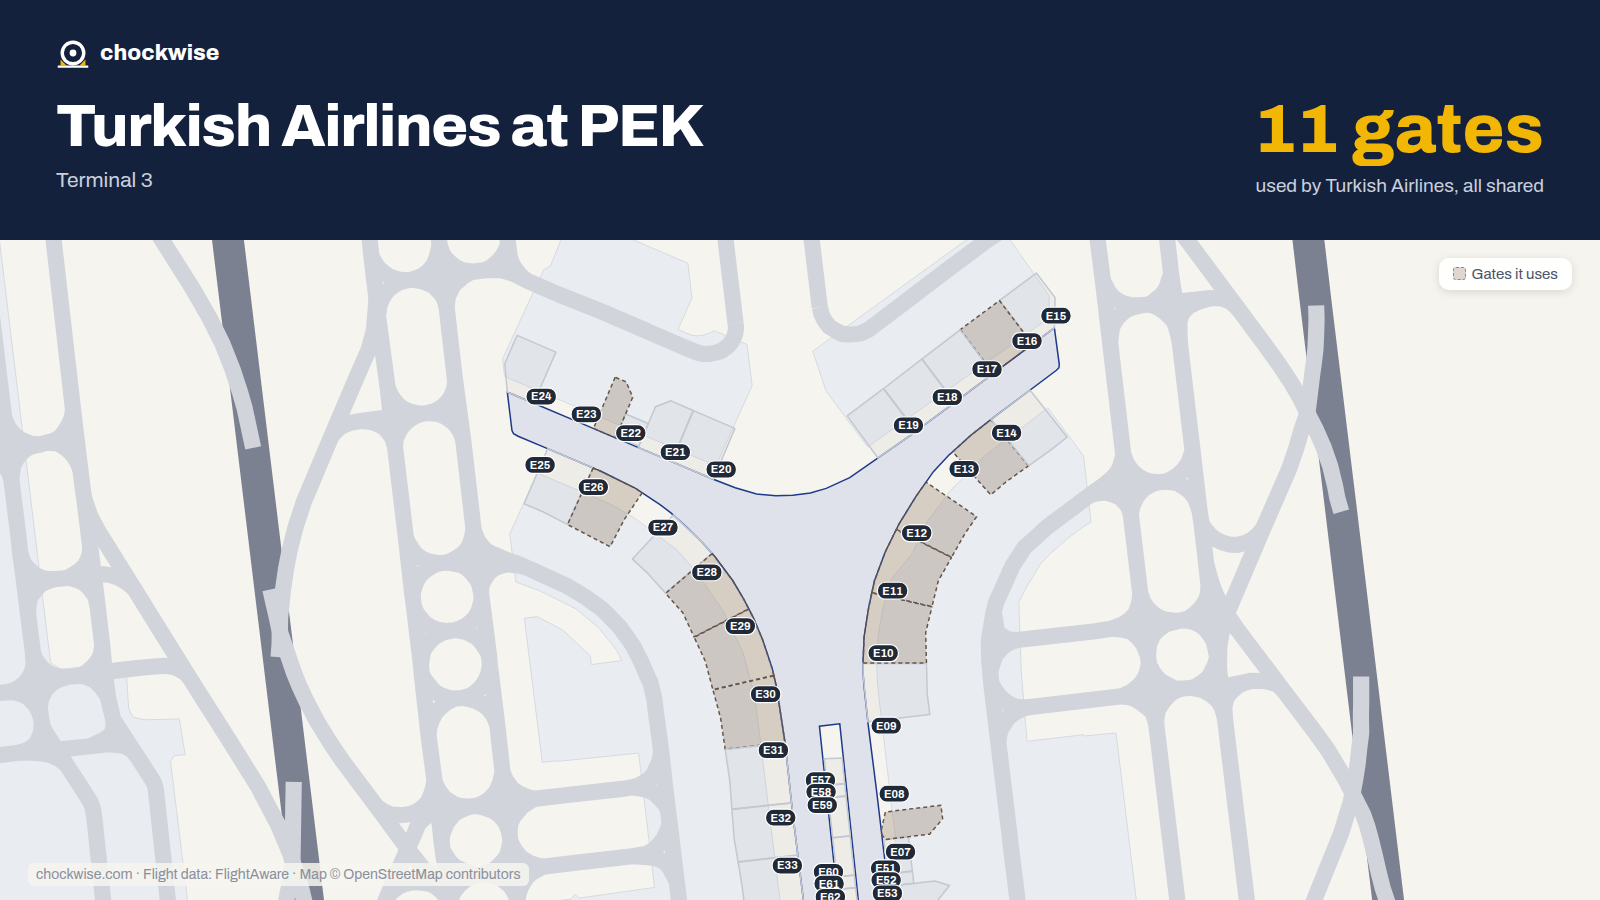 chockwise
Turkish Airlines at PEK
Terminal 3
11 gates
used by Turkish Airlines, all shared
Gates it uses
E15
E16
E17
E18
E19
E24
E23
E22
E21
E20
E25
E26
E27
E28
E29
E30
E31
E32
E33
E14
E13
E12
E11
E10
E09
E08
E07
E57
E58
E59
E60
E61
E62
E51
E52
E53
chockwise.com · Flight data: FlightAware · Map © OpenStreetMap contributors